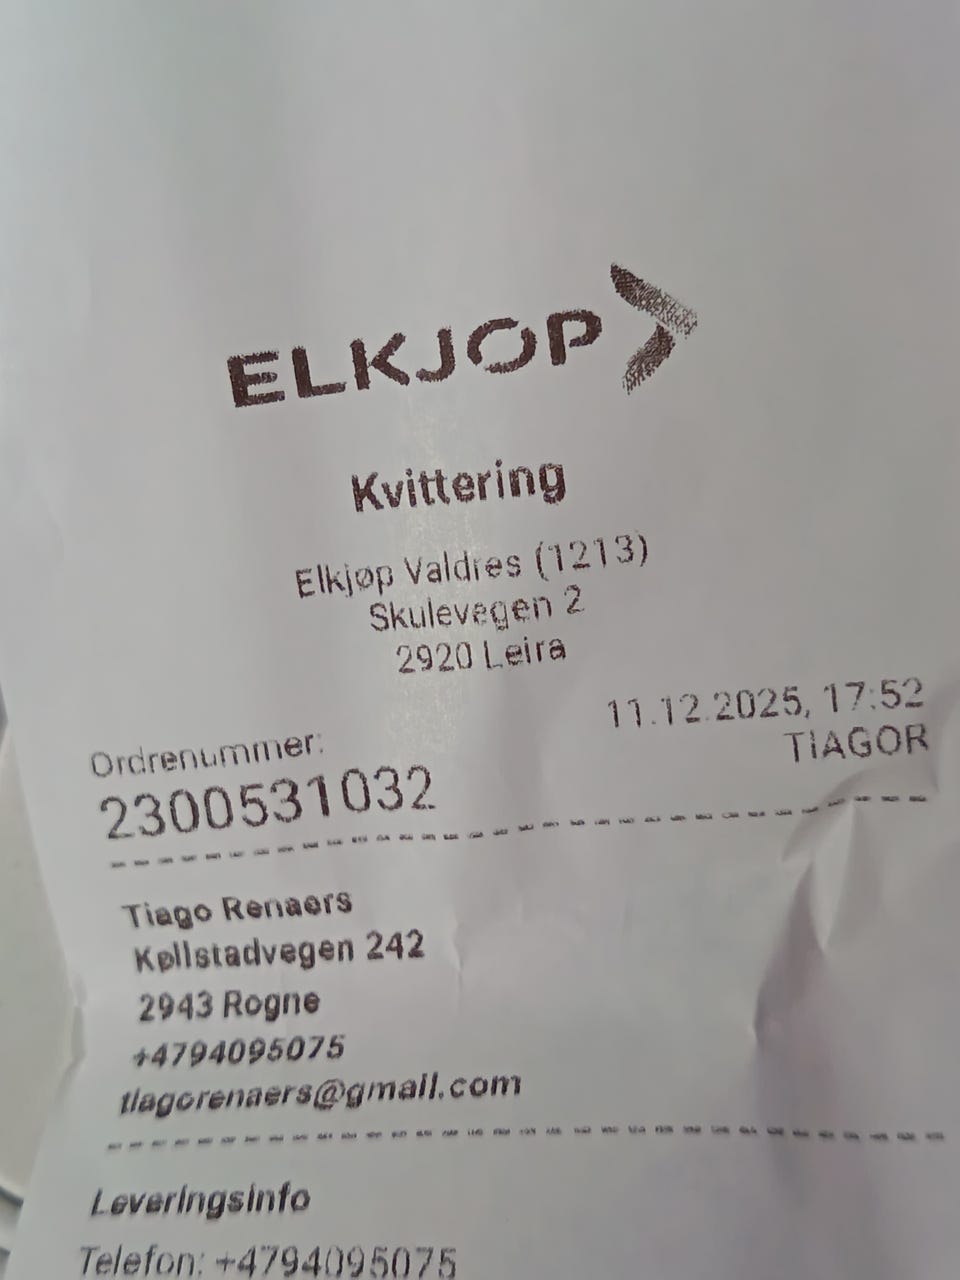 ELKJØP
Kvittering
Elkjøp Valdres (1213)
Skulevegen 2
2920 Leira
11.12.2025, 17:52
Ordrenummer:
TIAGOR
2300531032
Tiago Renaers
Køllstadvegen 242
2943 Rogne
+4794095075
tiagorenaers@gmail.com
Leveringsinfo
Telefon: +4794095075